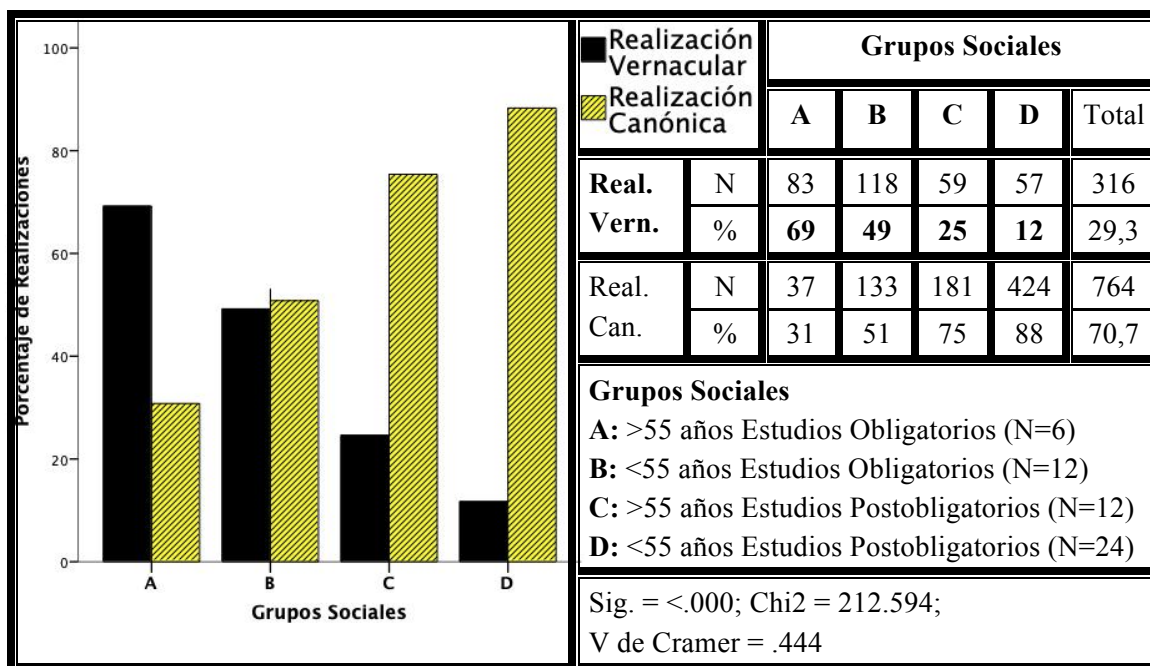 100
80
60
40
20
0
Porcentaje de Realizaciones
A B C D
Grupos Sociales
Realización
Vernacular
Realización
Canónica
Grupos Sociales
A B C D Total
Real. Vern. N 83 118 59 57 316
% 69 49 25 12 29,3
Real. Can. N 37 133 181 424 764
% 31 51 75 88 70,7
Grupos Sociales
A: >55 años Estudios Obligatorios (N=6)
B: <55 años Estudios Obligatorios (N=12)
C: >55 años Estudios Postobligatorios (N=12)
D: <55 años Estudios Postobligatorios (N=24)
Sig. = <.000; Chi2 = 212.594;
V de Cramer = .444